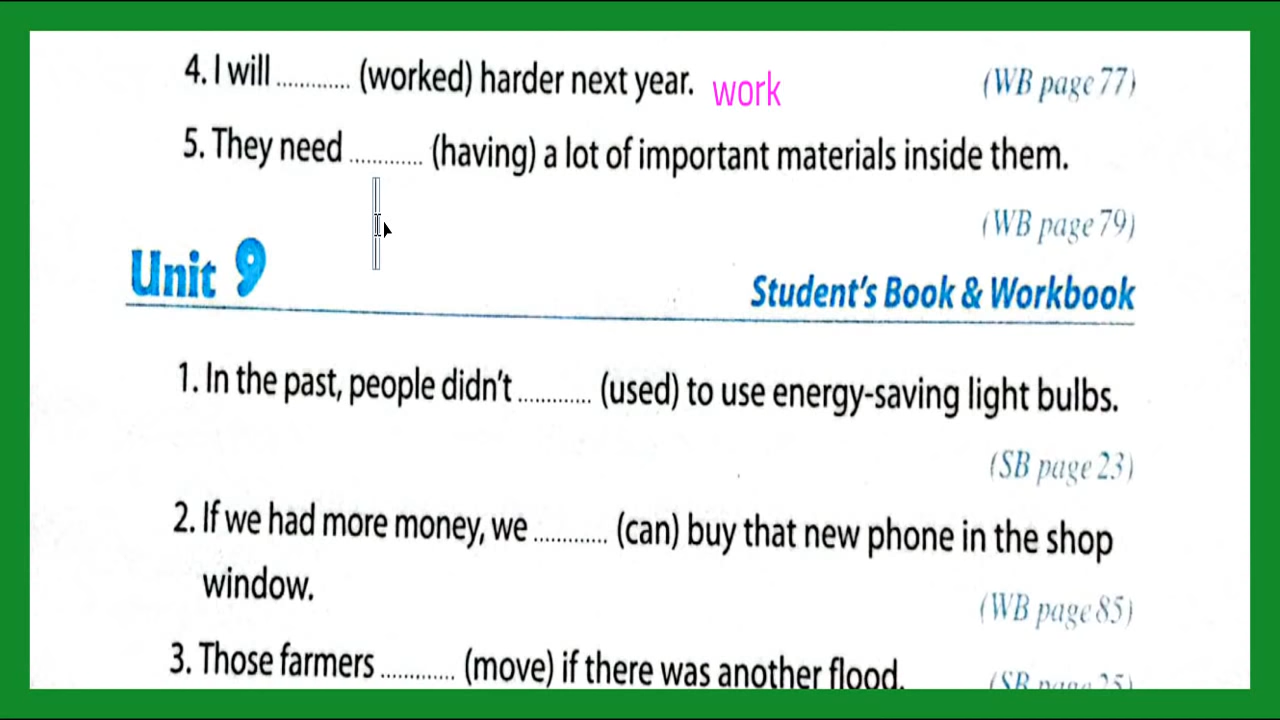 4. I will ............ (worked) harder next year. work (WB page 77)
5. They need ............ (having) a lot of important materials inside them.
(WB page 79)
Unit 9 Student's Book & Workbook
1. In the past, people didn't ............ (used) to use energy-saving light bulbs.
(SB page 23)
2. If we had more money, we ............ (can) buy that new phone in the shop
window. (WB page 85)
3. Those farmers ............ (move) if there was another flood. (SB page 25)